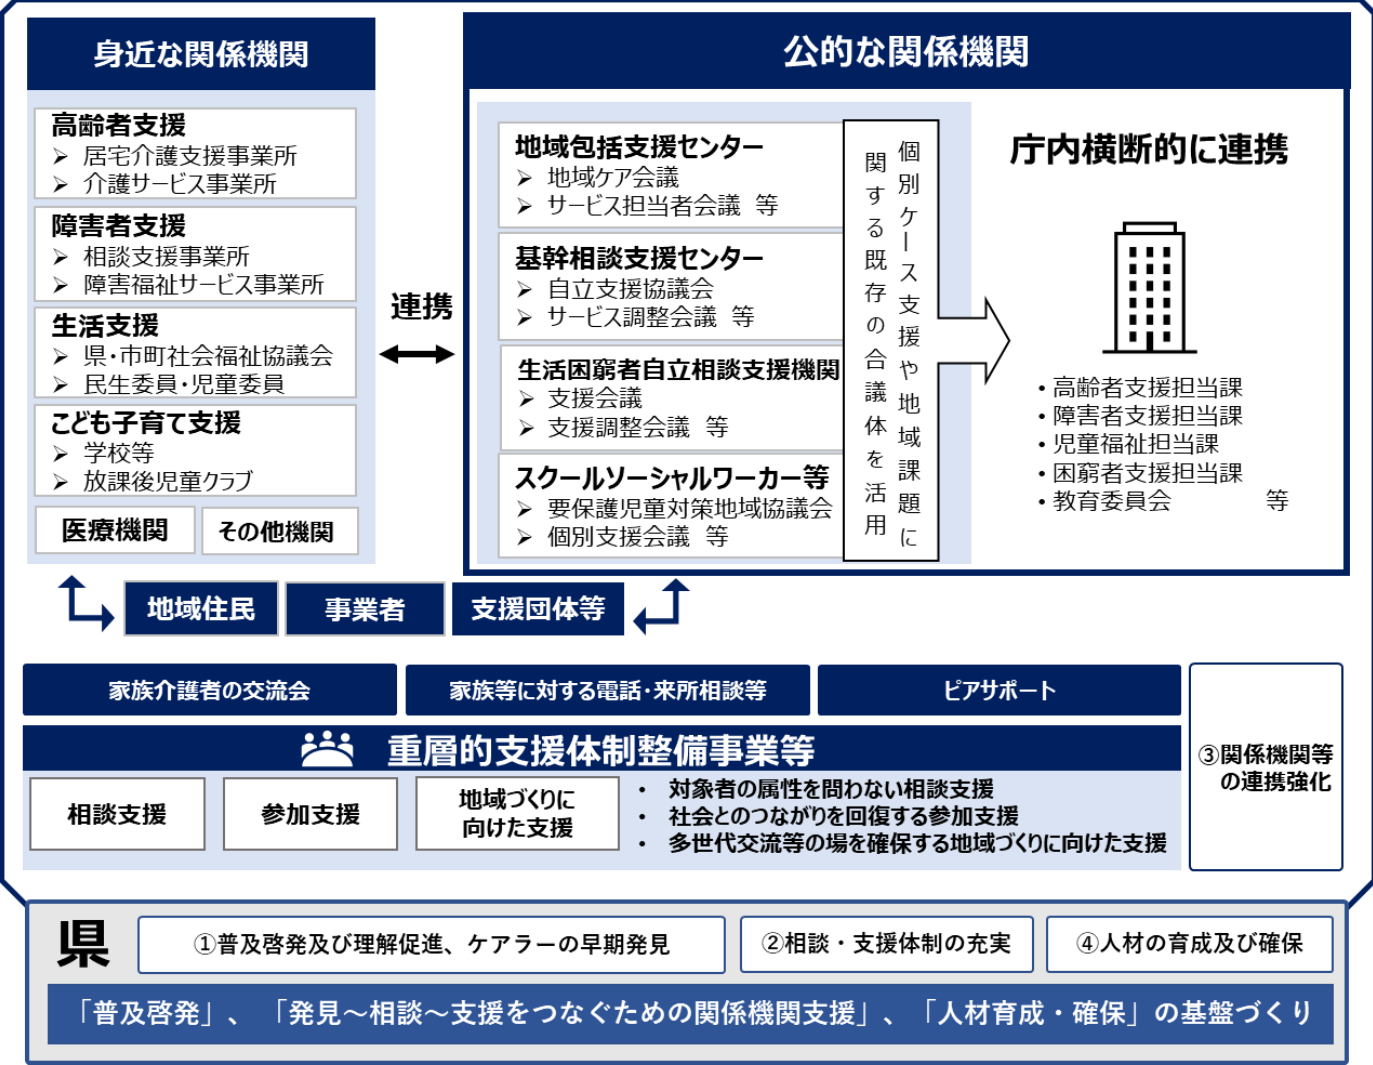 身近な関係機関
高齢者支援
➢ 居宅介護支援事業所
➢ 介護サービス事業所
障害者支援
➢ 相談支援事業所
➢ 障害福祉サービス事業所
生活支援
➢ 県・市町社会福祉協議会
➢ 民生委員・児童委員
こども子育て支援
➢ 学校等
➢ 放課後児童クラブ
医療機関
その他機関
連携
公的な関係機関
地域包括支援センター
➢ 地域ケア会議
➢ サービス担当者会議 等
基幹相談支援センター
➢ 自立支援協議会
➢ サービス調整会議 等
生活困窮者自立相談支援機関
➢ 支援会議
➢ 支援調整会議 等
スクールソーシャルワーカー等
➢ 要保護児童対策地域協議会
➢ 個別支援会議 等
個別ケース支援や地域課題に
関する既存の合議体を活用
庁内横断的に連携
・高齢者支援担当課
・障害者支援担当課
・児童福祉担当課
・困窮者支援担当課
・教育委員会 等
地域住民
事業者
支援団体等
家族介護者の交流会
家族等に対する電話・来所相談等
ピアサポート
重層的支援体制整備事業等
相談支援
参加支援
地域づくりに
向けた支援
• 対象者の属性を問わない相談支援
• 社会とのつながりを回復する参加支援
• 多世代交流等の場を確保する地域づくりに向けた支援
③関係機関等
の連携強化
県
①普及啓発及び理解促進、ケアラーの早期発見
②相談・支援体制の充実
④人材の育成及び確保
「普及啓発」、「発見～相談～支援をつなぐための関係機関支援」、「人材育成・確保」の基盤づくり